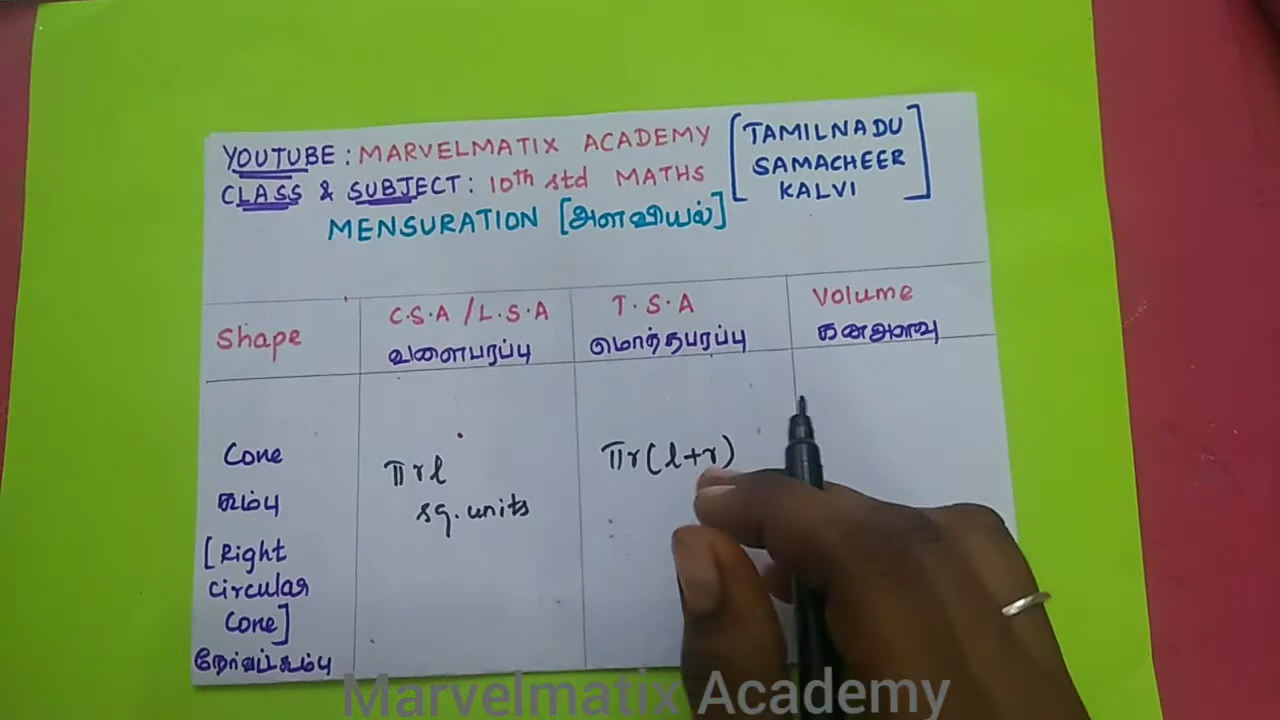 YOUTUBE : MARVELMATIX ACADEMY
CLASS & SUBJECT : 10th std MATHS
[TAMILNADU
SAMACHEER
KALVI]
MENSURATION [அளவியல்]
Shape
C.S.A / L.S.A
வளைபரப்பு
T.S.A
மொத்தபரப்பு
Volume
கனஅளவு
Cone
கூம்பு
[Right
circular
Cone]
நேர்வட்டகூம்பு
πrl
sq. units
πr(l+r)
Marvelmatix Academy